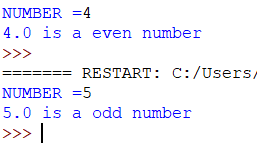 NUMBER =4
4.0 is a even number
>>>
======= RESTART: C:/Users/
NUMBER =5
5.0 is a odd number
>>>